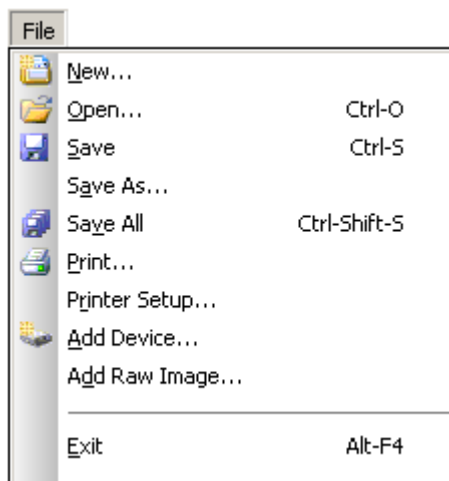 File
New...
Open... Ctrl-O
Save Ctrl-S
Save As...
Save All Ctrl-Shift-S
Print...
Printer Setup...
Add Device...
Add Raw Image...
Exit Alt-F4